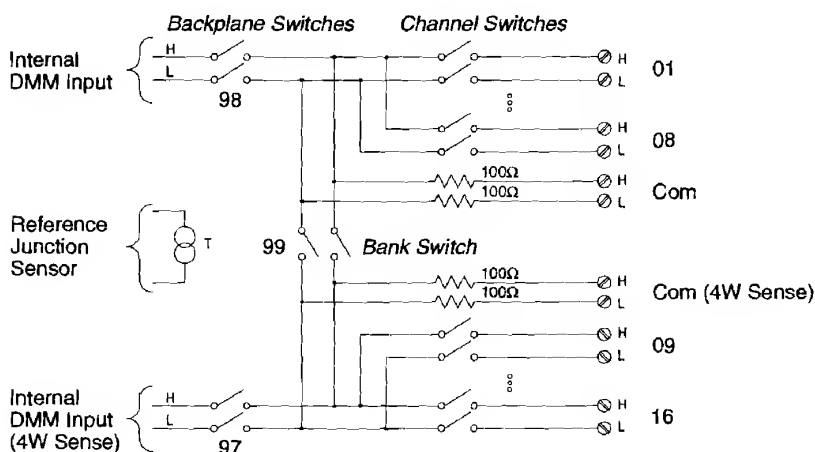 Backplane Switches
Channel Switches
Internal
DMM Input
H
L
98
H
L
01
H
L
08
100Ω
100Ω
H
L
Com
Reference
Junction
Sensor
T
99
Bank Switch
100Ω
100Ω
H
L
Com (4W Sense)
H
L
09
Internal
DMM Input
(4W Sense)
H
L
97
H
L
16